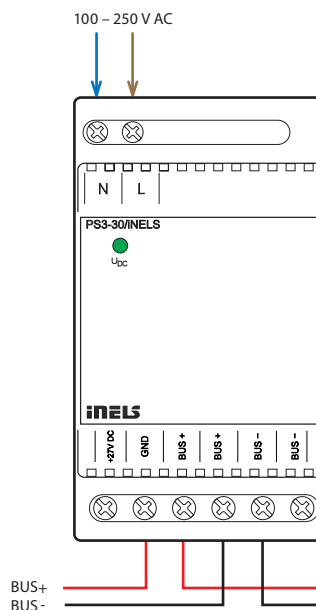 100 – 250 V AC
N L
PS3-30/iNELS
UDC
iNELS
+27V DC GND BUS + BUS + BUS – BUS –
BUS+
BUS -